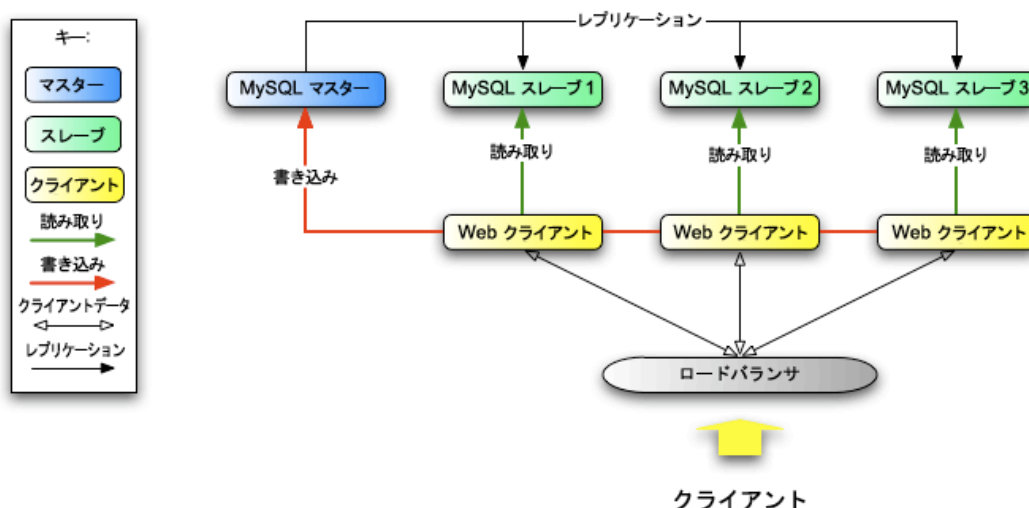 キー:
マスター
スレーブ
クライアント
読み取り
書き込み
クライアントデータ
レプリケーション
レプリケーション
MySQL マスター
MySQL スレーブ1
MySQL スレーブ2
MySQL スレーブ3
読み取り
読み取り
読み取り
書き込み
Web クライアント
Web クライアント
Web クライアント
ロードバランサ
クライアント